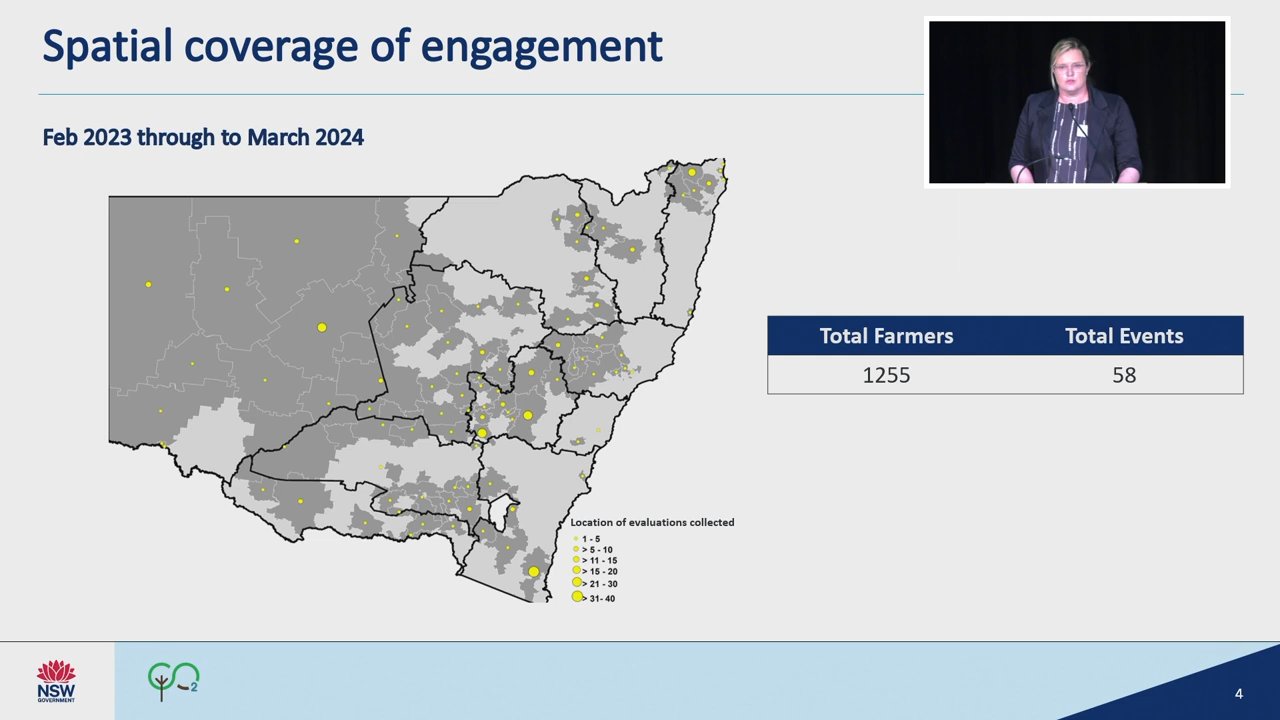 Spatial coverage of engagement
Feb 2023 through to March 2024
Total Farmers Total Events
1255 58
Location of evaluations collected
1 - 5
> 5 - 10
> 11 - 15
> 15 - 20
> 21 - 30
> 31- 40
NSW
GOVERNMENT
2
4